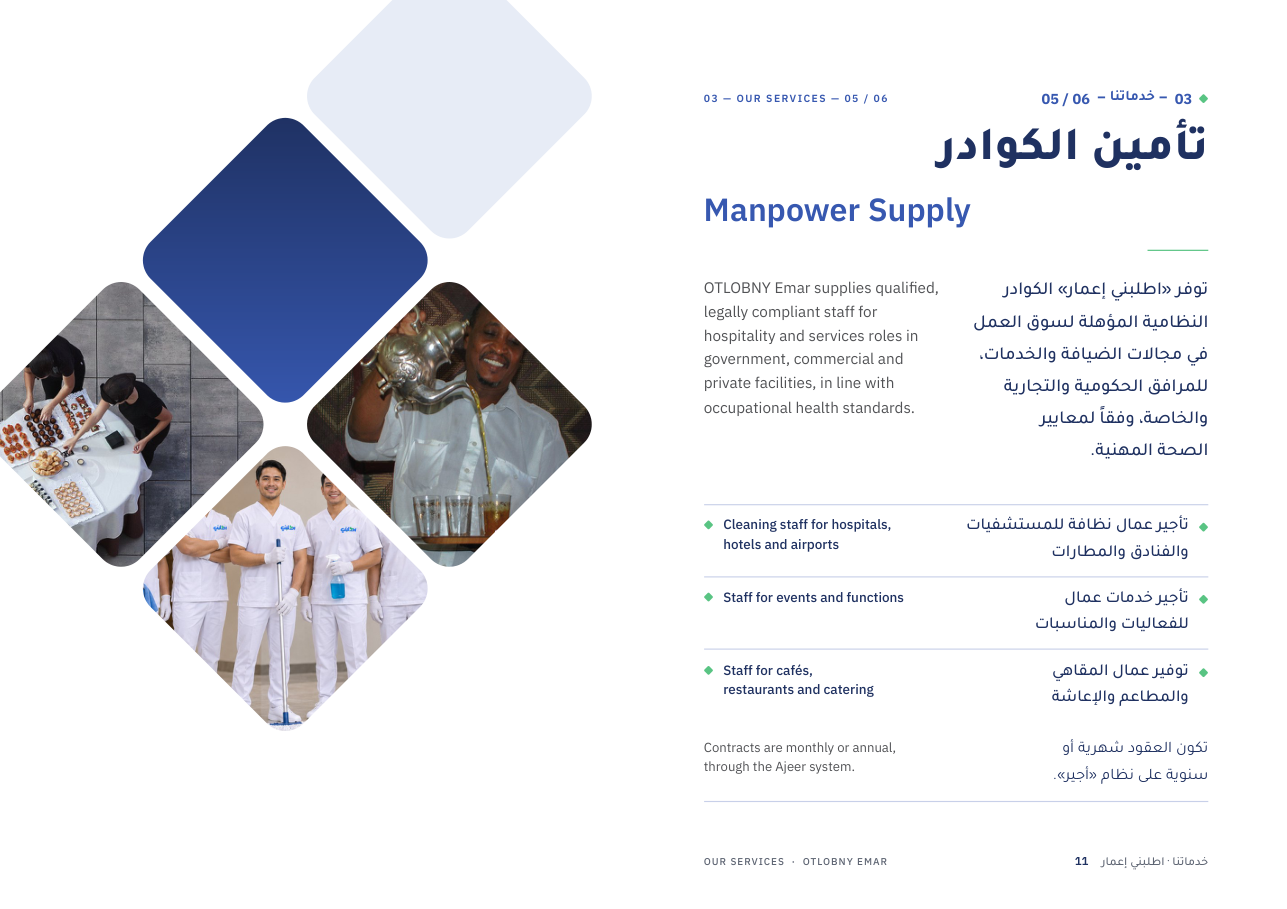 03 — OUR SERVICES — 05 / 06
03 – خدماتنا – 05 / 06
تأمين الكوادر
Manpower Supply
OTLOBNY Emar supplies qualified,
legally compliant staff for
hospitality and services roles in
government, commercial and
private facilities, in line with
occupational health standards.
توفر «اطلبني إعمار» الكوادر
النظامية المؤهلة لسوق العمل
في مجالات الضيافة والخدمات،
للمرافق الحكومية والتجارية
والخاصة، وفقاً لمعايير
الصحة المهنية.
Cleaning staff for hospitals,
hotels and airports
تأجير عمال نظافة للمستشفيات
والفنادق والمطارات
Staff for events and functions
تأجير خدمات عمال
للفعاليات والمناسبات
Staff for cafés,
restaurants and catering
توفير عمال المقاهي
والمطاعم والإعاشة
Contracts are monthly or annual,
through the Ajeer system.
تكون العقود شهرية أو
سنوية على نظام «أجير».
OUR SERVICES · OTLOBNY EMAR
خدماتنا · اطلبني إعمار 11